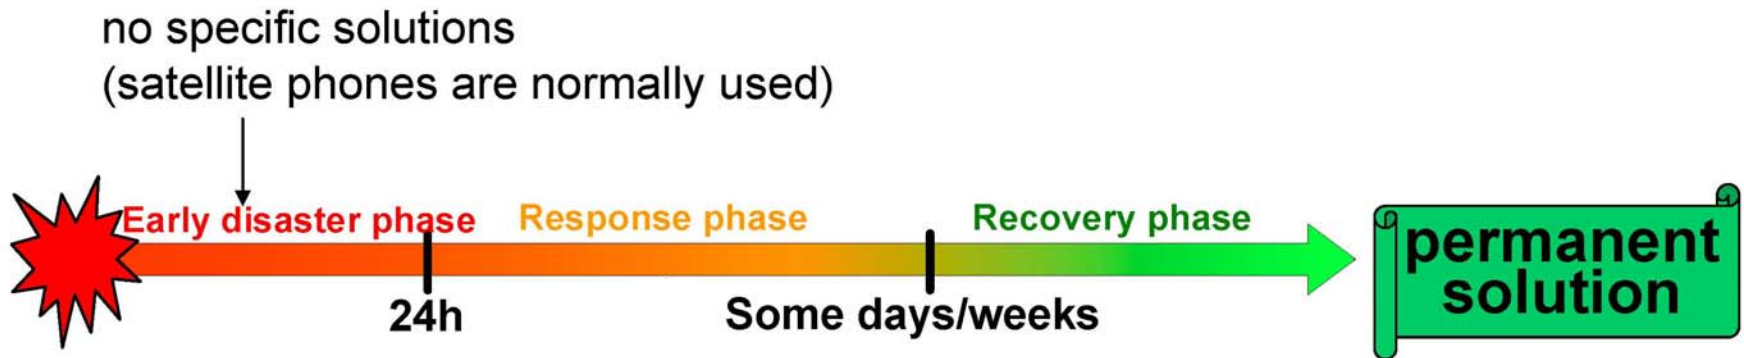 no specific solutions
(satellite phones are normally used)
Early disaster phase
Response phase
Recovery phase
24h
Some days/weeks
permanent
solution